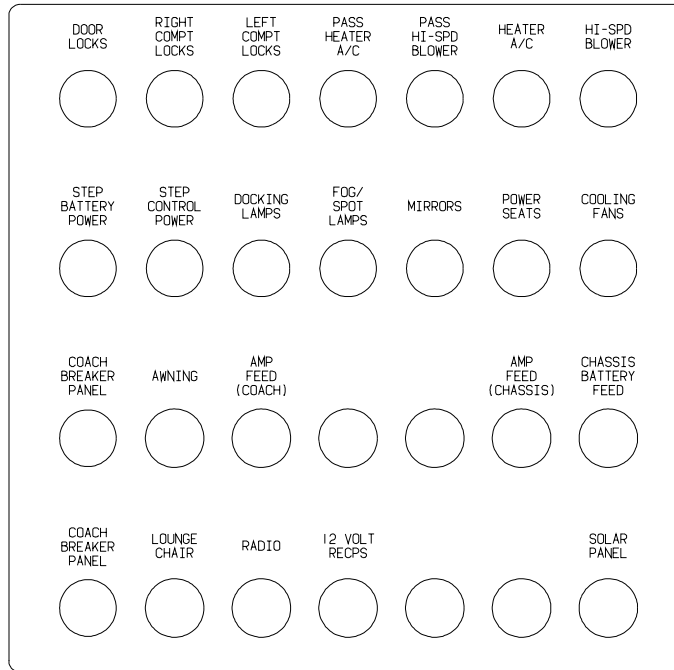 DOOR
LOCKS
RIGHT
COMPT
LOCKS
LEFT
COMPT
LOCKS
PASS
HEATER
A/C
PASS
HI-SPD
BLOWER
HEATER
A/C
HI-SPD
BLOWER
STEP
BATTERY
POWER
STEP
CONTROL
POWER
DOCKING
LAMPS
FOG/
SPOT
LAMPS
MIRRORS
POWER
SEATS
COOLING
FANS
COACH
BREAKER
PANEL
AWNING
AMP
FEED
(COACH)
AMP
FEED
(CHASSIS)
CHASSIS
BATTERY
FEED
COACH
BREAKER
PANEL
LOUNGE
CHAIR
RADIO
12 VOLT
RECPS
SOLAR
PANEL